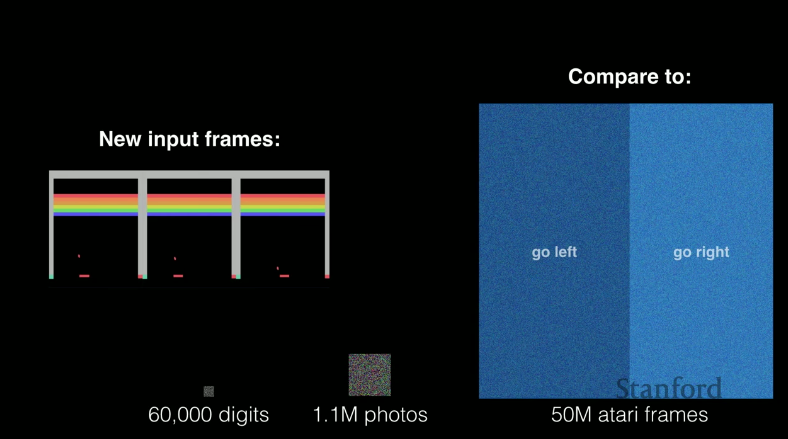 Compare to:
New input frames:
go left
go right
Stanford
60,000 digits
1.1M photos
50M atari frames